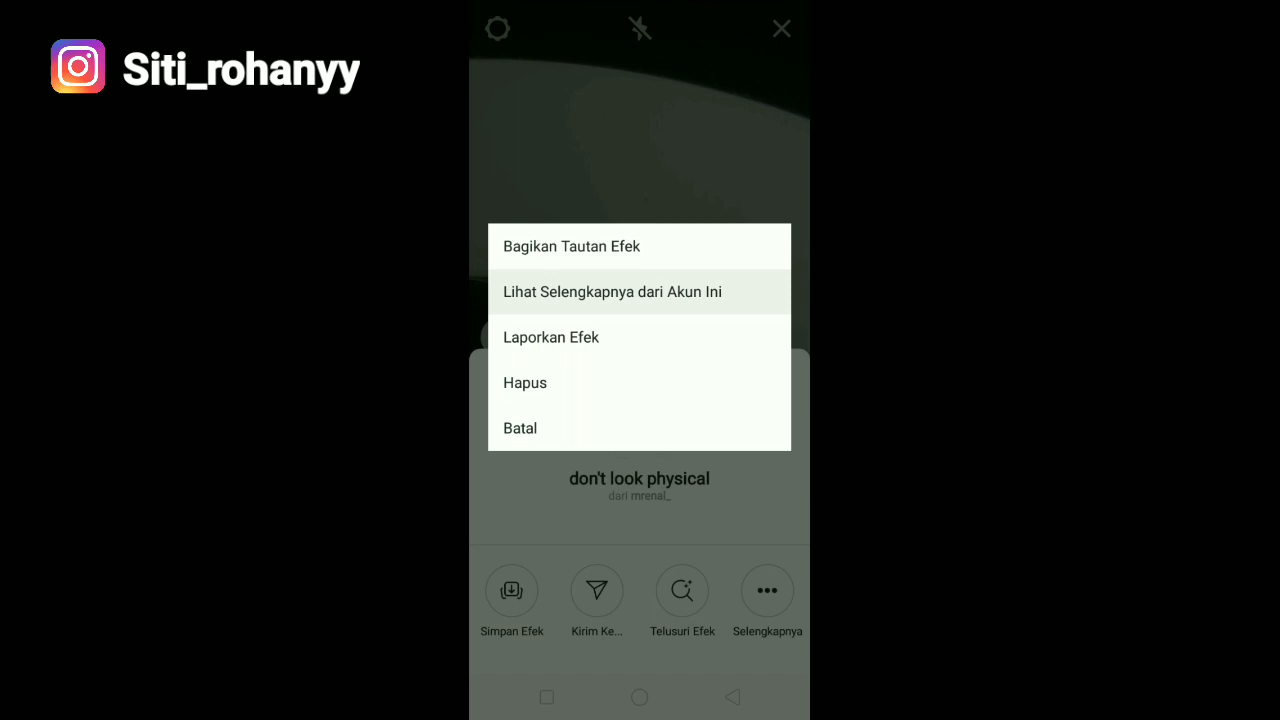 Siti_rohanyy
Bagikan Tautan Efek
Lihat Selengkapnya dari Akun Ini
Laporkan Efek
Hapus
Batal
don't look physical
dari mrenal_
Simpan Efek
Kirim Ke...
Telusuri Efek
Selengkapnya